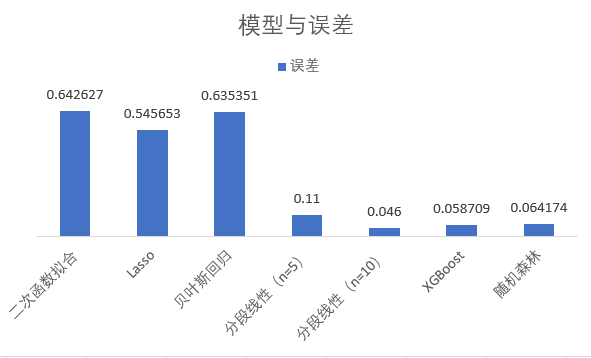 模型与误差
误差
0.642627
0.545653
0.635351
0.11
0.046
0.058709
0.064174
二次函数拟合
Lasso
贝叶斯回归
分段线性（n=5）
分段线性（n=10）
XGBoost
随机森林